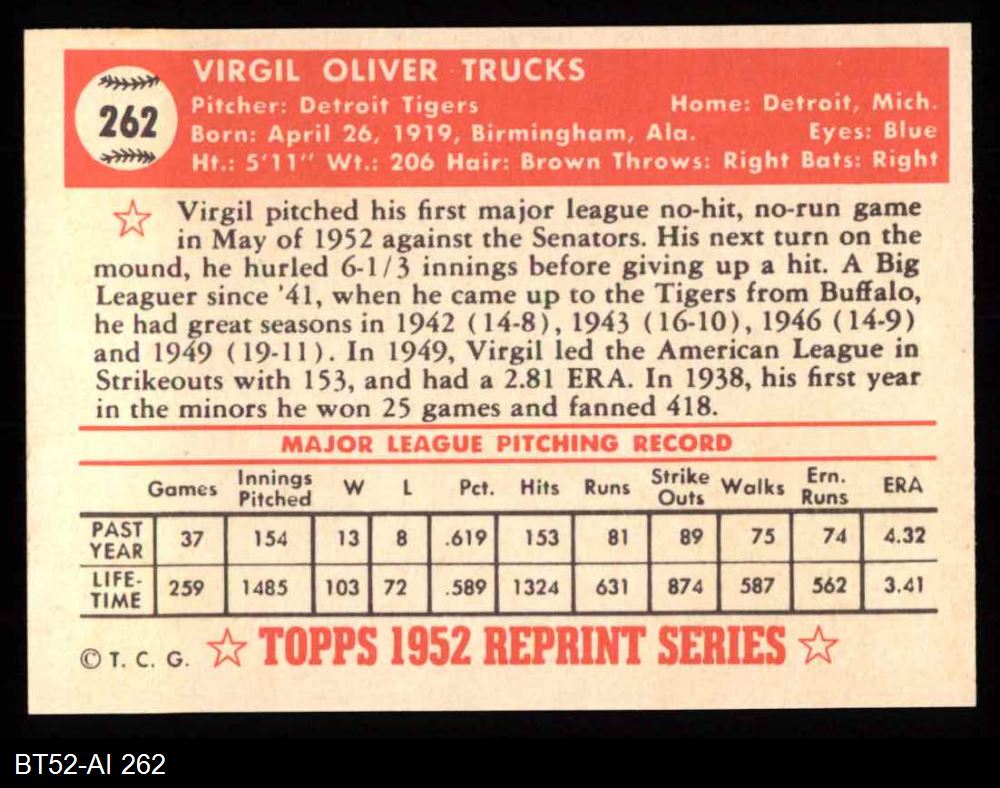 262
VIRGIL OLIVER TRUCKS
Pitcher: Detroit Tigers Home: Detroit, Mich.
Born: April 26, 1919, Birmingham, Ala. Eyes: Blue
Ht.: 5'11" Wt.: 206 Hair: Brown Throws: Right Bats: Right
Virgil pitched his first major league no-hit, no-run game
in May of 1952 against the Senators. His next turn on the
mound, he hurled 6-1/3 innings before giving up a hit. A Big
Leaguer since '41, when he came up to the Tigers from Buffalo,
he had great seasons in 1942 (14-8), 1943 (16-10), 1946 (14-9)
and 1949 (19-11). In 1949, Virgil led the American League in
Strikeouts with 153, and had a 2.81 ERA. In 1938, his first year
in the minors he won 25 games and fanned 418.
MAJOR LEAGUE PITCHING RECORD
Games Innings Pitched W L Pct. Hits Runs Strike Outs Walks Ern. Runs ERA
PAST YEAR 37 154 13 8 .619 153 81 89 75 74 4.32
LIFE-TIME 259 1485 103 72 .589 1324 631 874 587 562 3.41
© T. C. G. TOPPS 1952 REPRINT SERIES
BT52-AI 262